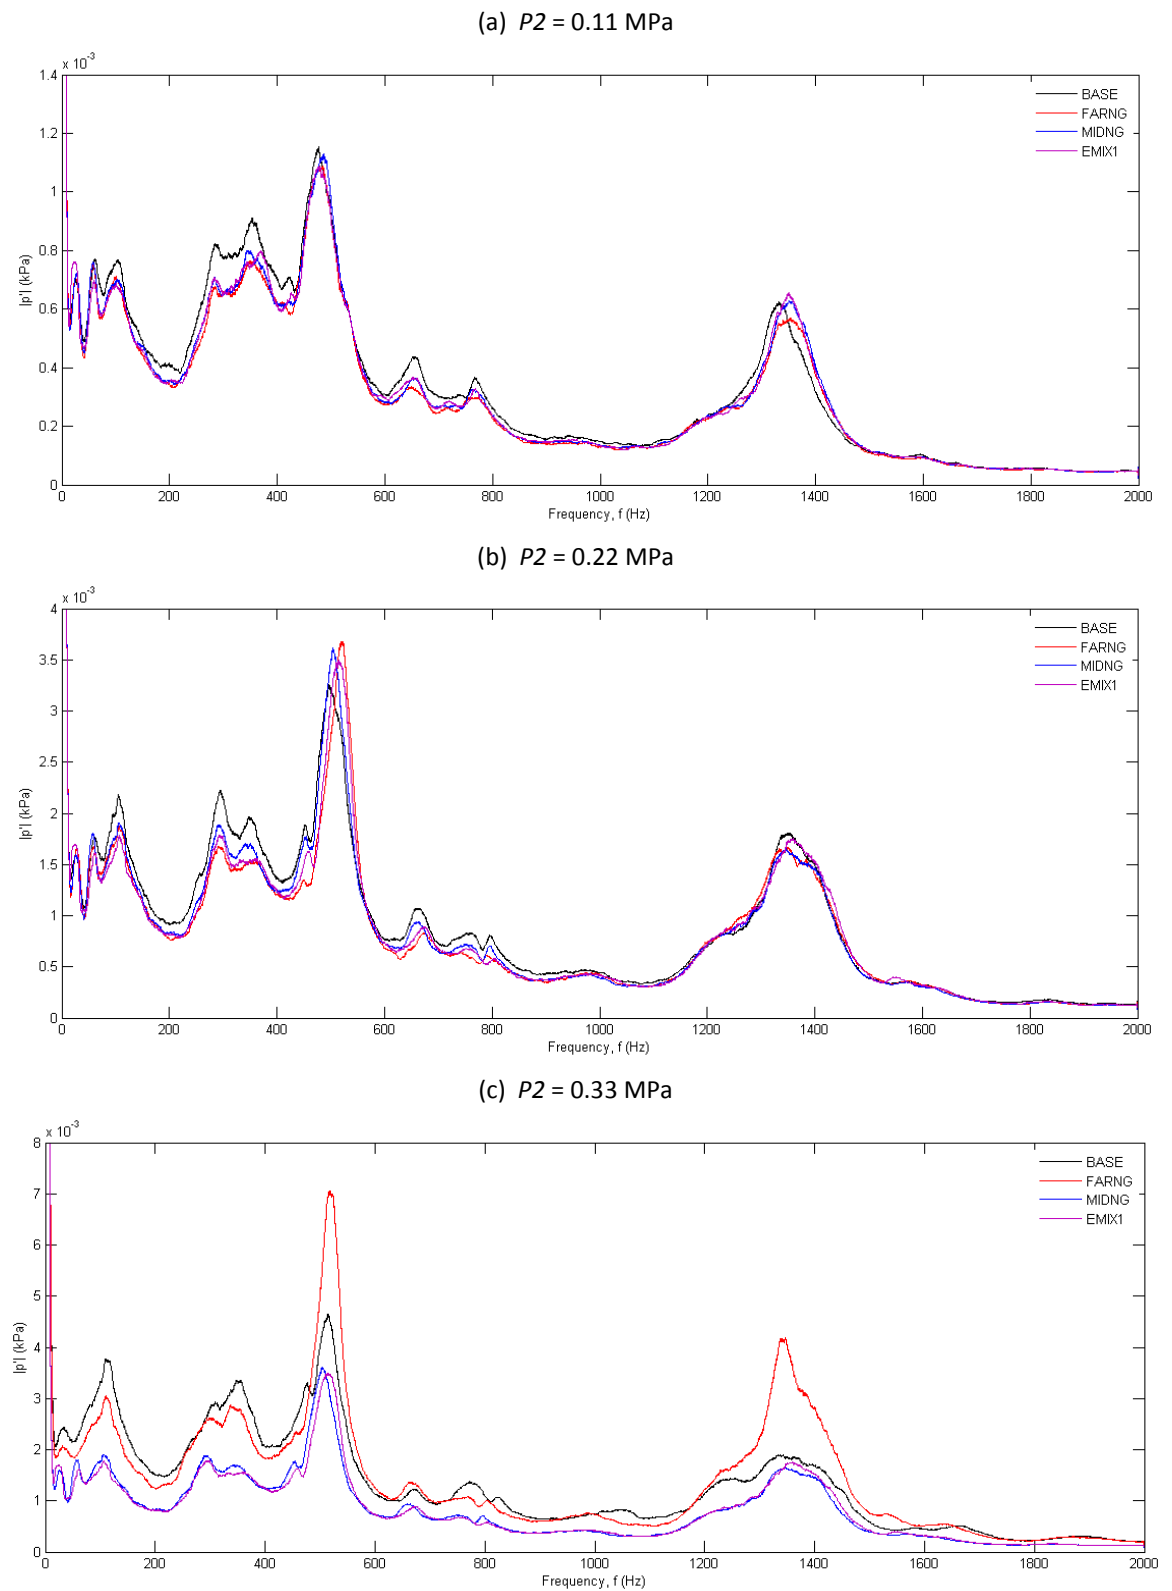 (a) P2 = 0.11 MPa
x 10⁻³
1.4
1.2
1
0.8
0.6
0.4
0.2
0
|p'| (kPa)
BASE
FARNG
MIDNG
EMIX1
0 200 400 600 800 1000 1200 1400 1600 1800 2000
Frequency, f (Hz)
(b) P2 = 0.22 MPa
x 10⁻³
4
3.5
3
2.5
2
1.5
1
0.5
0
|p'| (kPa)
BASE
FARNG
MIDNG
EMIX1
0 200 400 600 800 1000 1200 1400 1600 1800 2000
Frequency, f (Hz)
(c) P2 = 0.33 MPa
x 10⁻³
8
7
6
5
4
3
2
1
0
|p'| (kPa)
BASE
FARNG
MIDNG
EMIX1
0 200 400 600 800 1000 1200 1400 1600 1800 2000
Frequency, f (Hz)